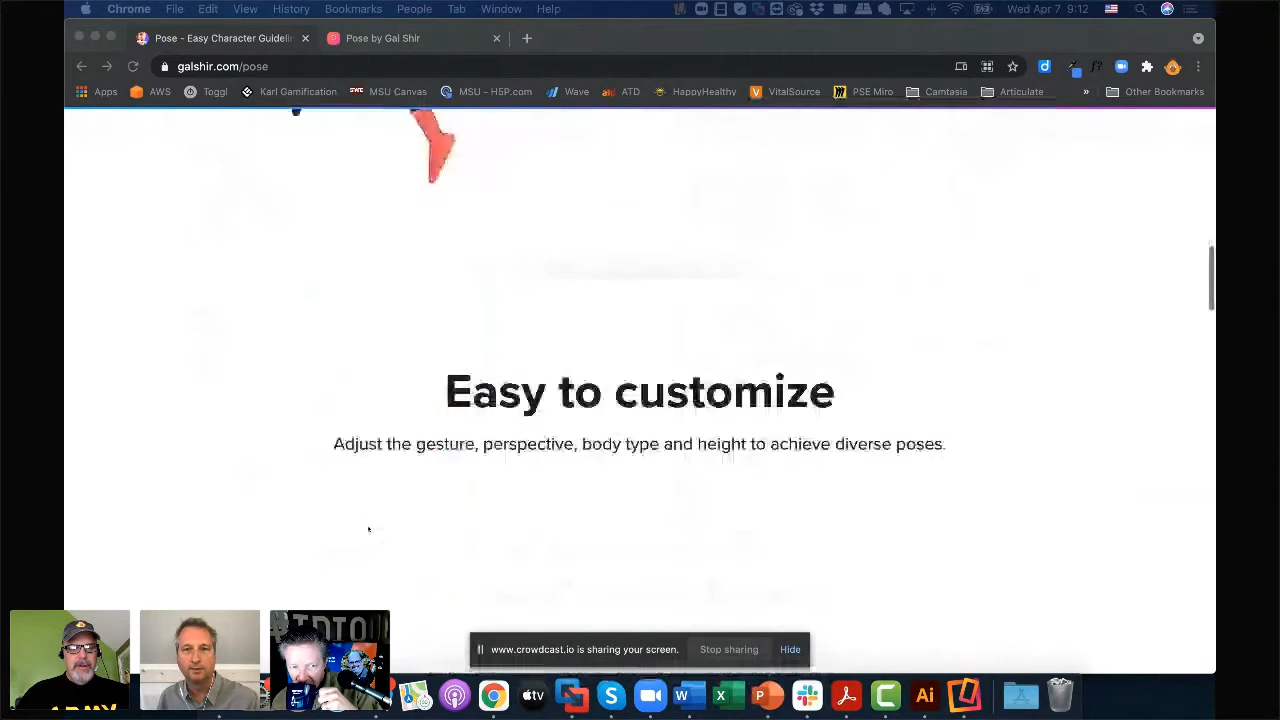 Chrome File Edit View History Bookmarks People Tab Window Help Wed Apr 7 9:12
Pose - Easy Character Guideli Pose by Gal Shir
galshir.com/pose
Apps AWS Toggl Karl Gamification MSU Canvas MSU - H5P.com Wave ATD HappyHealthy VitalSource PSE Miro Camtasia Articulate » Other Bookmarks
Easy to customize
Adjust the gesture, perspective, body type and height to achieve diverse poses.
#IDIO
www.crowdcast.io is sharing your screen. Stop sharing Hide
ARMY
tv